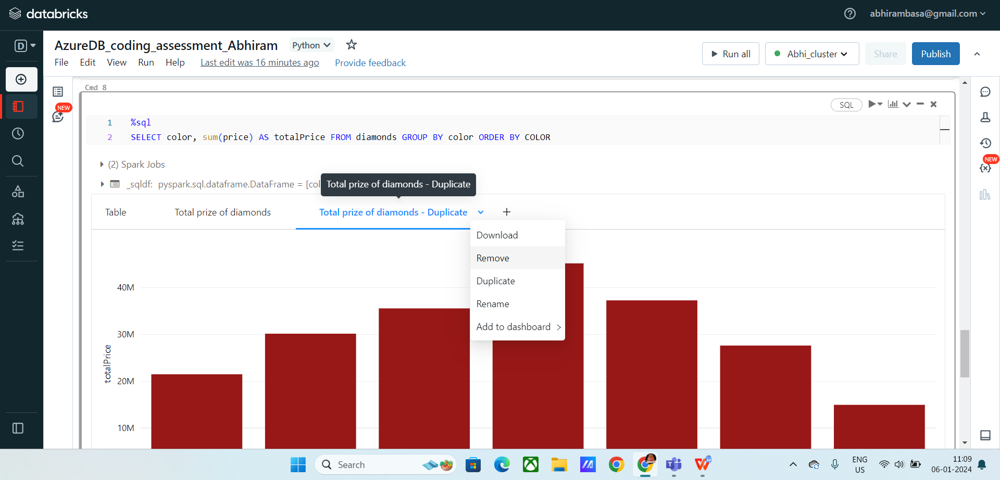 databricks
abhirambasa@gmail.com
D
AzureDB_coding_assessment_Abhiram
Python
Run all
Abhi_cluster
Share
Publish
File Edit View Run Help Last edit was 16 minutes ago Provide feedback
NEW
Cmd 8
SQL
1 %sql
2 SELECT color, sum(price) AS totalPrice FROM diamonds GROUP BY color ORDER BY COLOR
NEW
(2) Spark Jobs
_sqldf: pyspark.sql.dataframe.DataFrame = [col
Total prize of diamonds - Duplicate
Table Total prize of diamonds Total prize of diamonds - Duplicate
Download
Remove
Duplicate
Rename
Add to dashboard
40M
30M
20M
10M
totalPrice
Search
ENG
US
11:09
06-01-2024